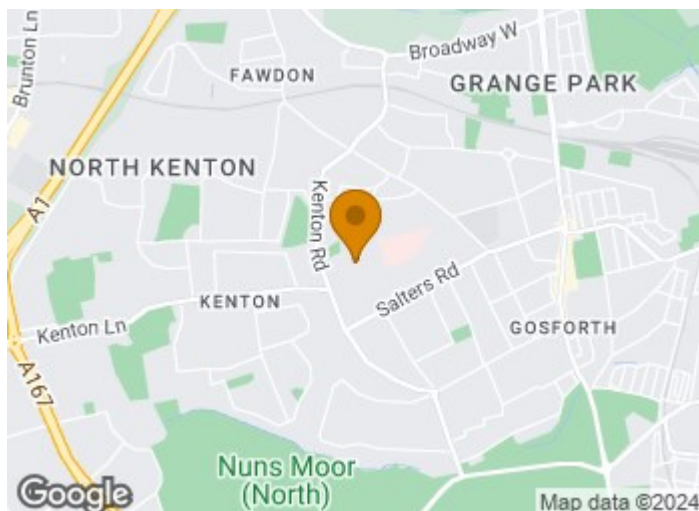 Broadway W
Brunton Ln
FAWDON
GRANGE PARK
NORTH KENTON
A1
Kenton Rd
Salters Rd
KENTON
Kenton Ln
GOSFORTH
A167
Nuns Moor
(North)
Google
Map data ©2024